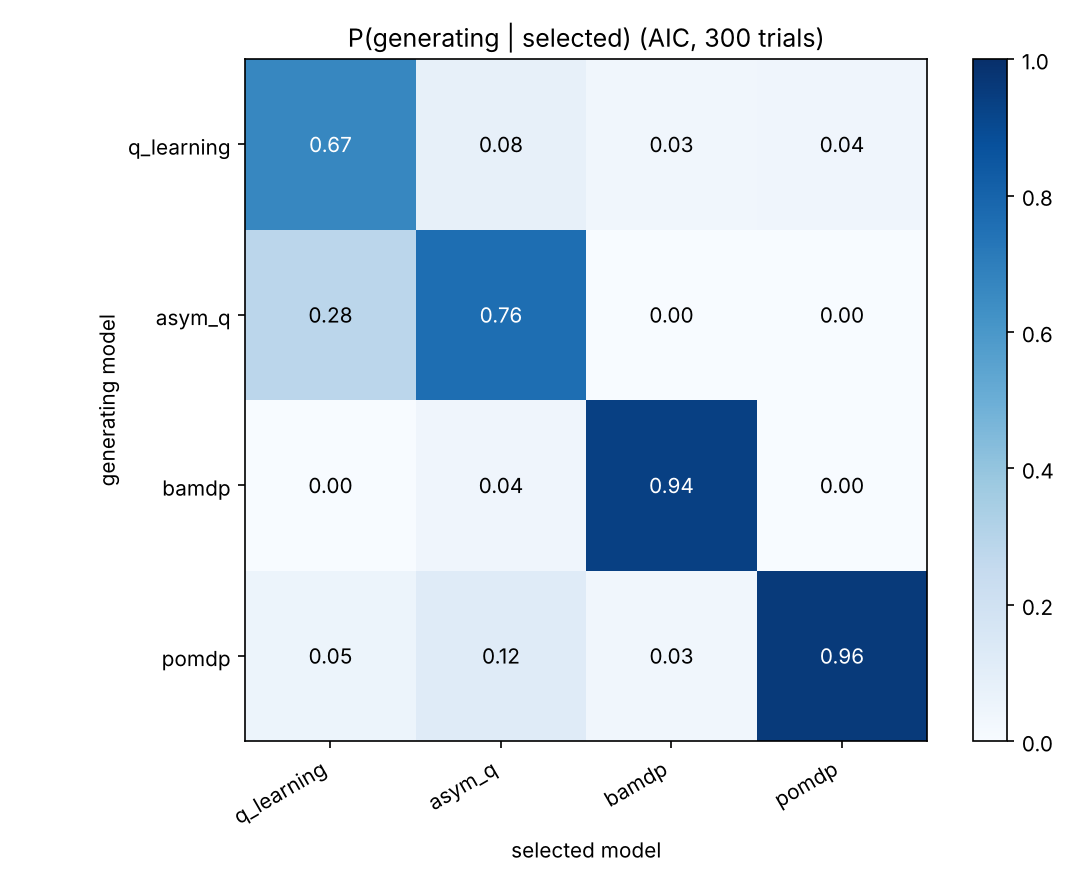 P(generating | selected) (AIC, 300 trials)
1.0
q_learning 0.67 0.08 0.03 0.04
0.8
asym_q 0.28 0.76 0.00 0.00
0.6
generating model
0.4
bamdp 0.00 0.04 0.94 0.00
0.2
pomdp 0.05 0.12 0.03 0.96
0.0
q_learning asym_q bamdp pomdp
selected model